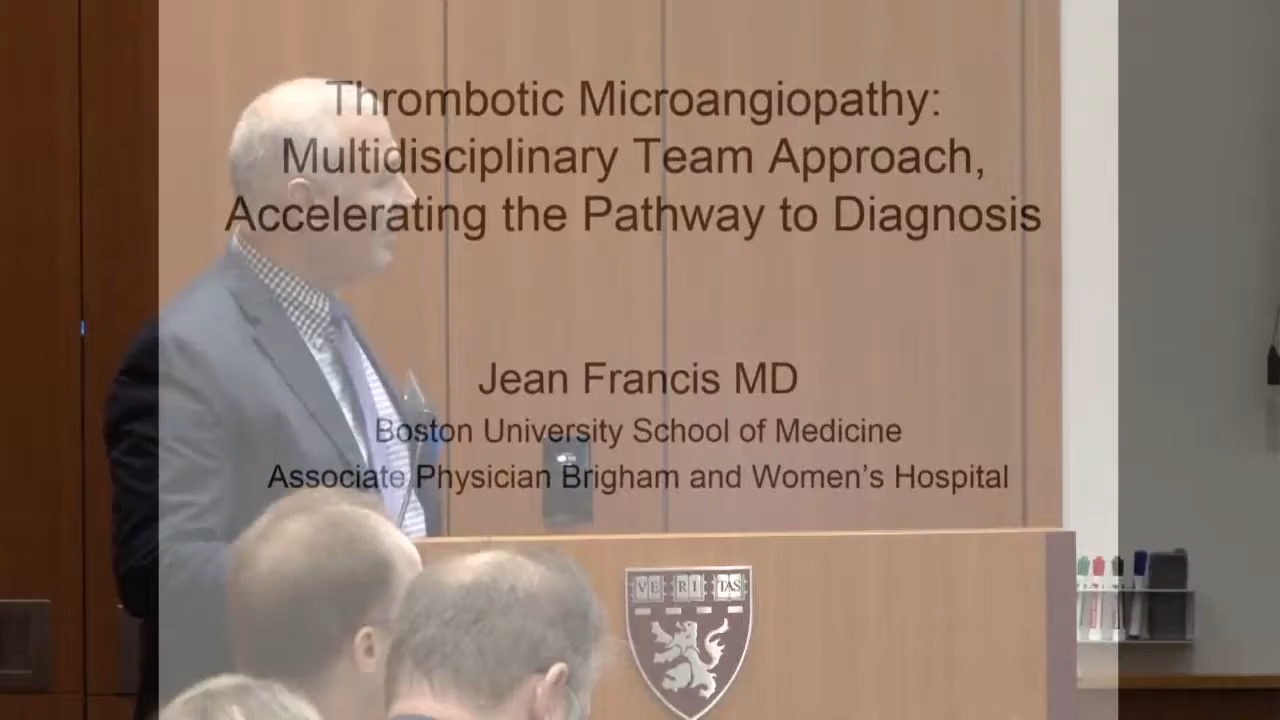 Thrombotic Microangiopathy:
Multidisciplinary Team Approach,
Accelerating the Pathway to Diagnosis
Jean Francis MD
Boston University School of Medicine
Associate Physician Brigham and Women’s Hospital
VE RI TAS